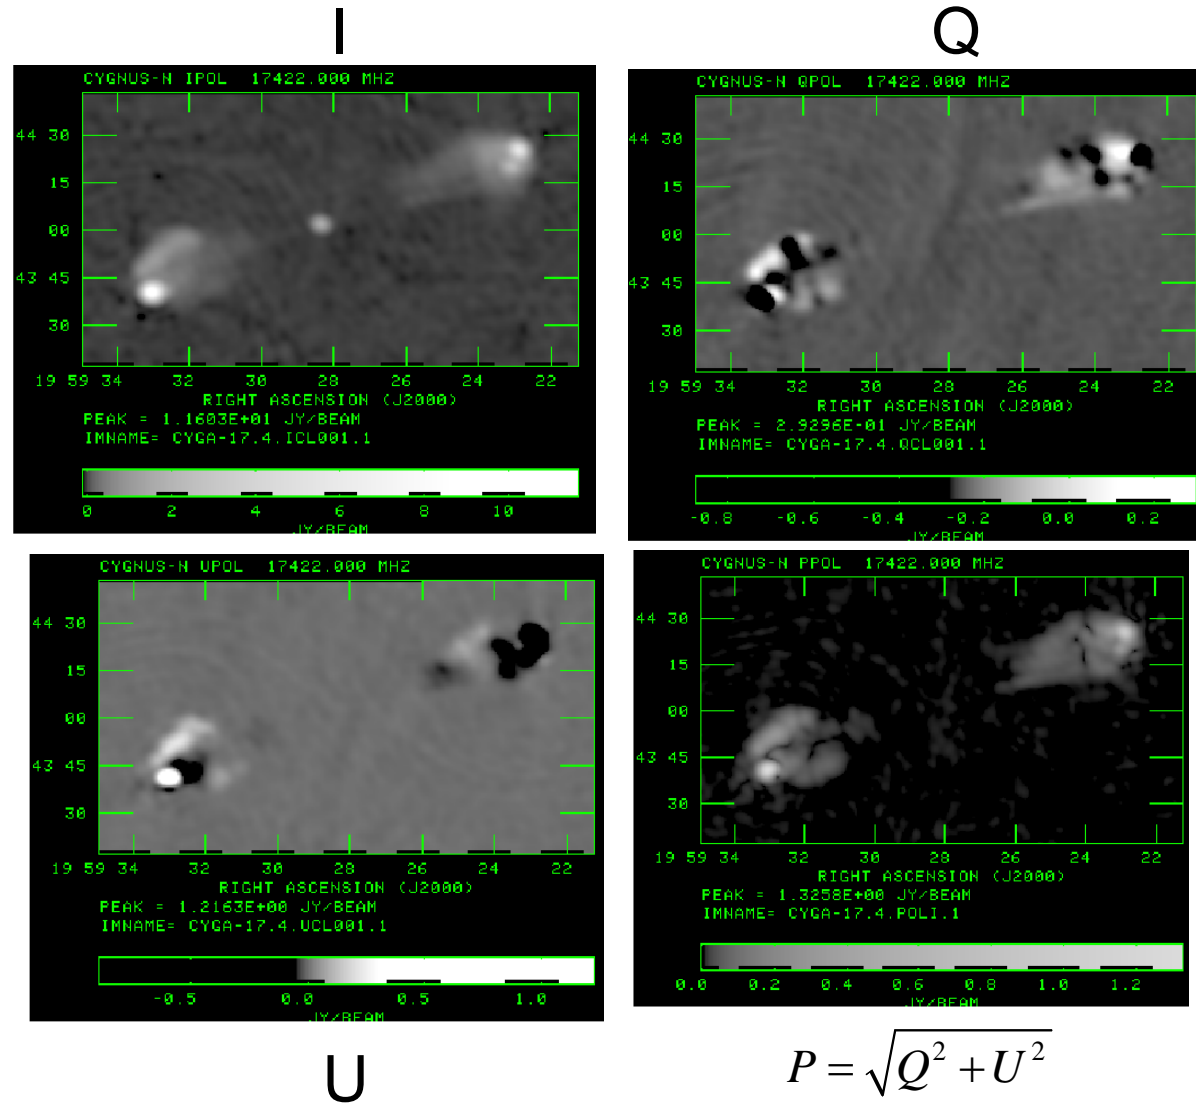 I
CYGNUS-N IPOL 17422.000 MHZ
44 30
15
00
43 45
30
19 59 34 32 30 28 26 24 22
RIGHT ASCENSION (J2000)
PEAK = 1.1603E+01 JY/BEAM
IMNAME= CYGA-17.4.ICL001.1
0 2 4 6 8 10
JY/BEAM
Q
CYGNUS-N QPOL 17422.000 MHZ
44 30
15
00
43 45
30
19 59 34 32 30 28 26 24 22
RIGHT ASCENSION (J2000)
PEAK = 2.9296E-01 JY/BEAM
IMNAME= CYGA-17.4.QCL001.1
-0.8 -0.6 -0.4 -0.2 0.0 0.2
JY/BEAM
CYGNUS-N UPOL 17422.000 MHZ
44 30
15
00
43 45
30
19 59 34 32 30 28 26 24 22
RIGHT ASCENSION (J2000)
PEAK = 1.2163E+00 JY/BEAM
IMNAME= CYGA-17.4.UCL001.1
-0.5 0.0 0.5 1.0
JY/BEAM
U
CYGNUS-N PPOL 17422.000 MHZ
44 30
15
00
43 45
30
19 59 34 32 30 28 26 24 22
RIGHT ASCENSION (J2000)
PEAK = 1.3258E+00 JY/BEAM
IMNAME= CYGA-17.4.POLI.1
0.0 0.2 0.4 0.6 0.8 1.0 1.2
JY/BEAM
P = √(Q² + U²)